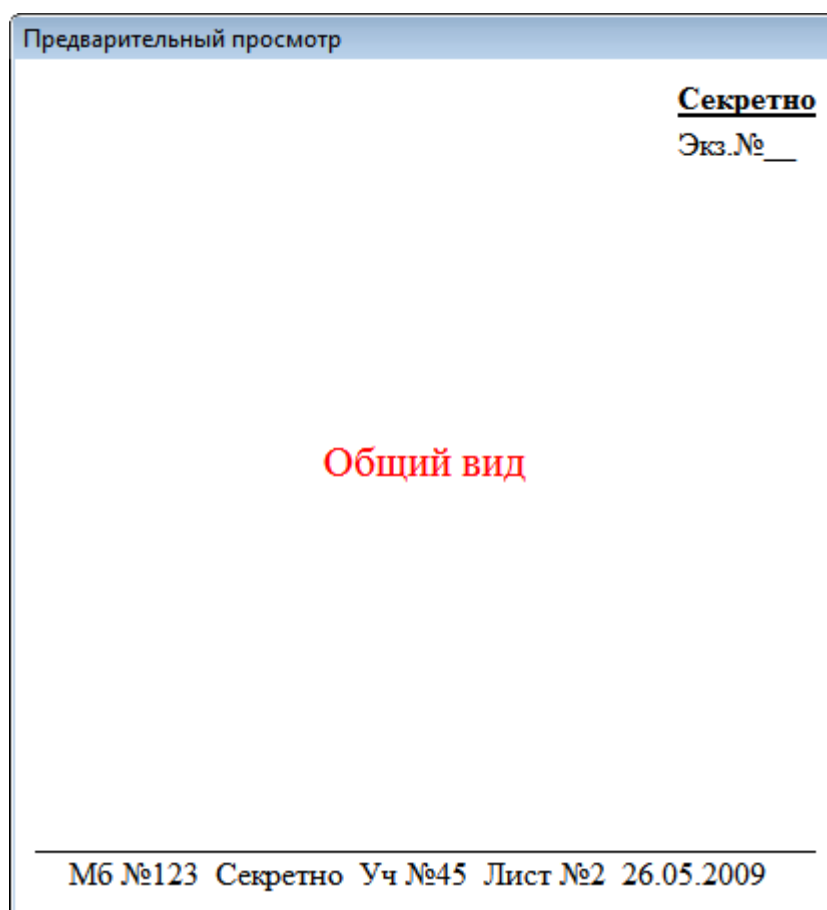 Предварительный просмотр
Секретно
Экз.№__
Общий вид
Мб №123 Секретно Уч №45 Лист №2 26.05.2009